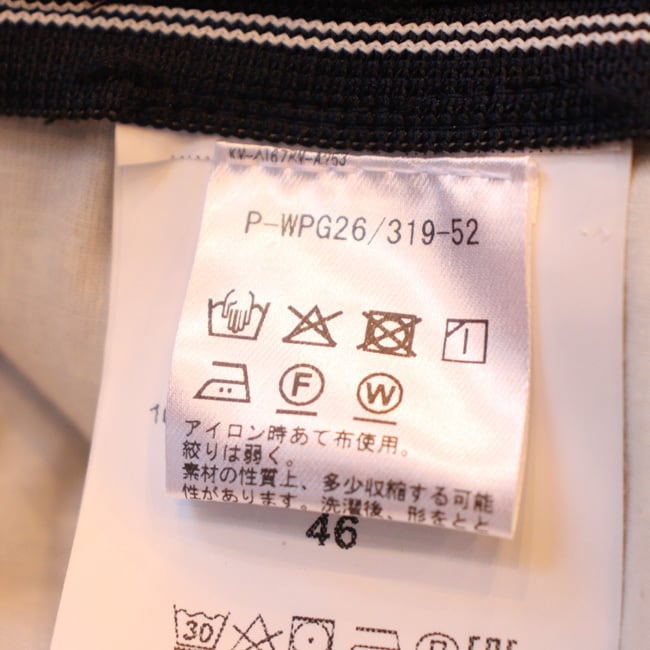 P-WPG26/319-52
F
W
アイロン時あて布使用。
絞りは弱く。
素材の性質上、多少収縮する可能
性があります。洗濯後、形をとと
46
30